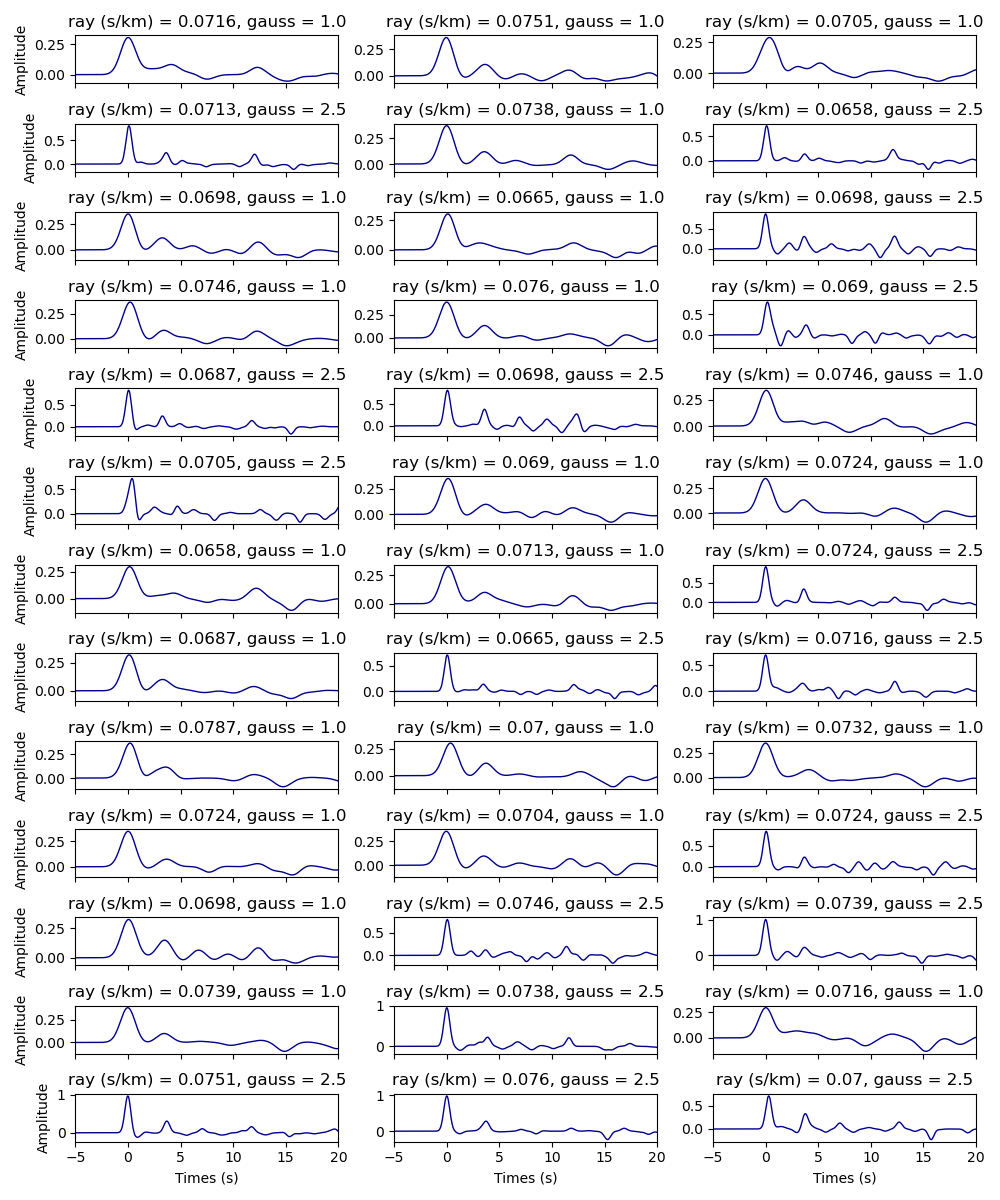 ray (s/km) = 0.0716, gauss = 1.0 ray (s/km) = 0.0751, gauss = 1.0 ray (s/km) = 0.0705, gauss = 1.0
Amplitude
0.25 0.25 0.25
0.00 0.00 0.00
ray (s/km) = 0.0713, gauss = 2.5 ray (s/km) = 0.0738, gauss = 1.0 ray (s/km) = 0.0658, gauss = 2.5
Amplitude
0.5 0.25 0.5
0.0 0.00 0.0
ray (s/km) = 0.0698, gauss = 1.0 ray (s/km) = 0.0665, gauss = 1.0 ray (s/km) = 0.0698, gauss = 2.5
Amplitude
0.25 0.25 0.5
0.00 0.00 0.0
ray (s/km) = 0.0746, gauss = 1.0 ray (s/km) = 0.076, gauss = 1.0 ray (s/km) = 0.069, gauss = 2.5
Amplitude
0.25 0.25 0.5
0.00 0.00 0.0
ray (s/km) = 0.0687, gauss = 2.5 ray (s/km) = 0.0698, gauss = 2.5 ray (s/km) = 0.0746, gauss = 1.0
Amplitude
0.5 0.5 0.25
0.0 0.0 0.00
ray (s/km) = 0.0705, gauss = 2.5 ray (s/km) = 0.069, gauss = 1.0 ray (s/km) = 0.0724, gauss = 1.0
Amplitude
0.5 0.25 0.25
0.0 0.00 0.00
ray (s/km) = 0.0658, gauss = 1.0 ray (s/km) = 0.0713, gauss = 1.0 ray (s/km) = 0.0724, gauss = 2.5
Amplitude
0.25 0.25 0.5
0.00 0.00 0.0
ray (s/km) = 0.0687, gauss = 1.0 ray (s/km) = 0.0665, gauss = 2.5 ray (s/km) = 0.0716, gauss = 2.5
Amplitude
0.25 0.5 0.5
0.00 0.0 0.0
ray (s/km) = 0.0787, gauss = 1.0 ray (s/km) = 0.07, gauss = 1.0 ray (s/km) = 0.0732, gauss = 1.0
Amplitude
0.25 0.25 0.25
0.00 0.00 0.00
ray (s/km) = 0.0724, gauss = 1.0 ray (s/km) = 0.0704, gauss = 1.0 ray (s/km) = 0.0724, gauss = 2.5
Amplitude
0.25 0.25 0.5
0.00 0.00 0.0
ray (s/km) = 0.0698, gauss = 1.0 ray (s/km) = 0.0746, gauss = 2.5 ray (s/km) = 0.0739, gauss = 2.5
Amplitude
0.25 0.5 1
0.00 0.0 0
ray (s/km) = 0.0739, gauss = 1.0 ray (s/km) = 0.0738, gauss = 2.5 ray (s/km) = 0.0716, gauss = 1.0
Amplitude
0.25 1 0.25
0.00 0 0.00
ray (s/km) = 0.0751, gauss = 2.5 ray (s/km) = 0.076, gauss = 2.5 ray (s/km) = 0.07, gauss = 2.5
Amplitude
1 1 0.5
0 0 0.0
−5 0 5 10 15 20 −5 0 5 10 15 20 −5 0 5 10 15 20
Times (s) Times (s) Times (s)